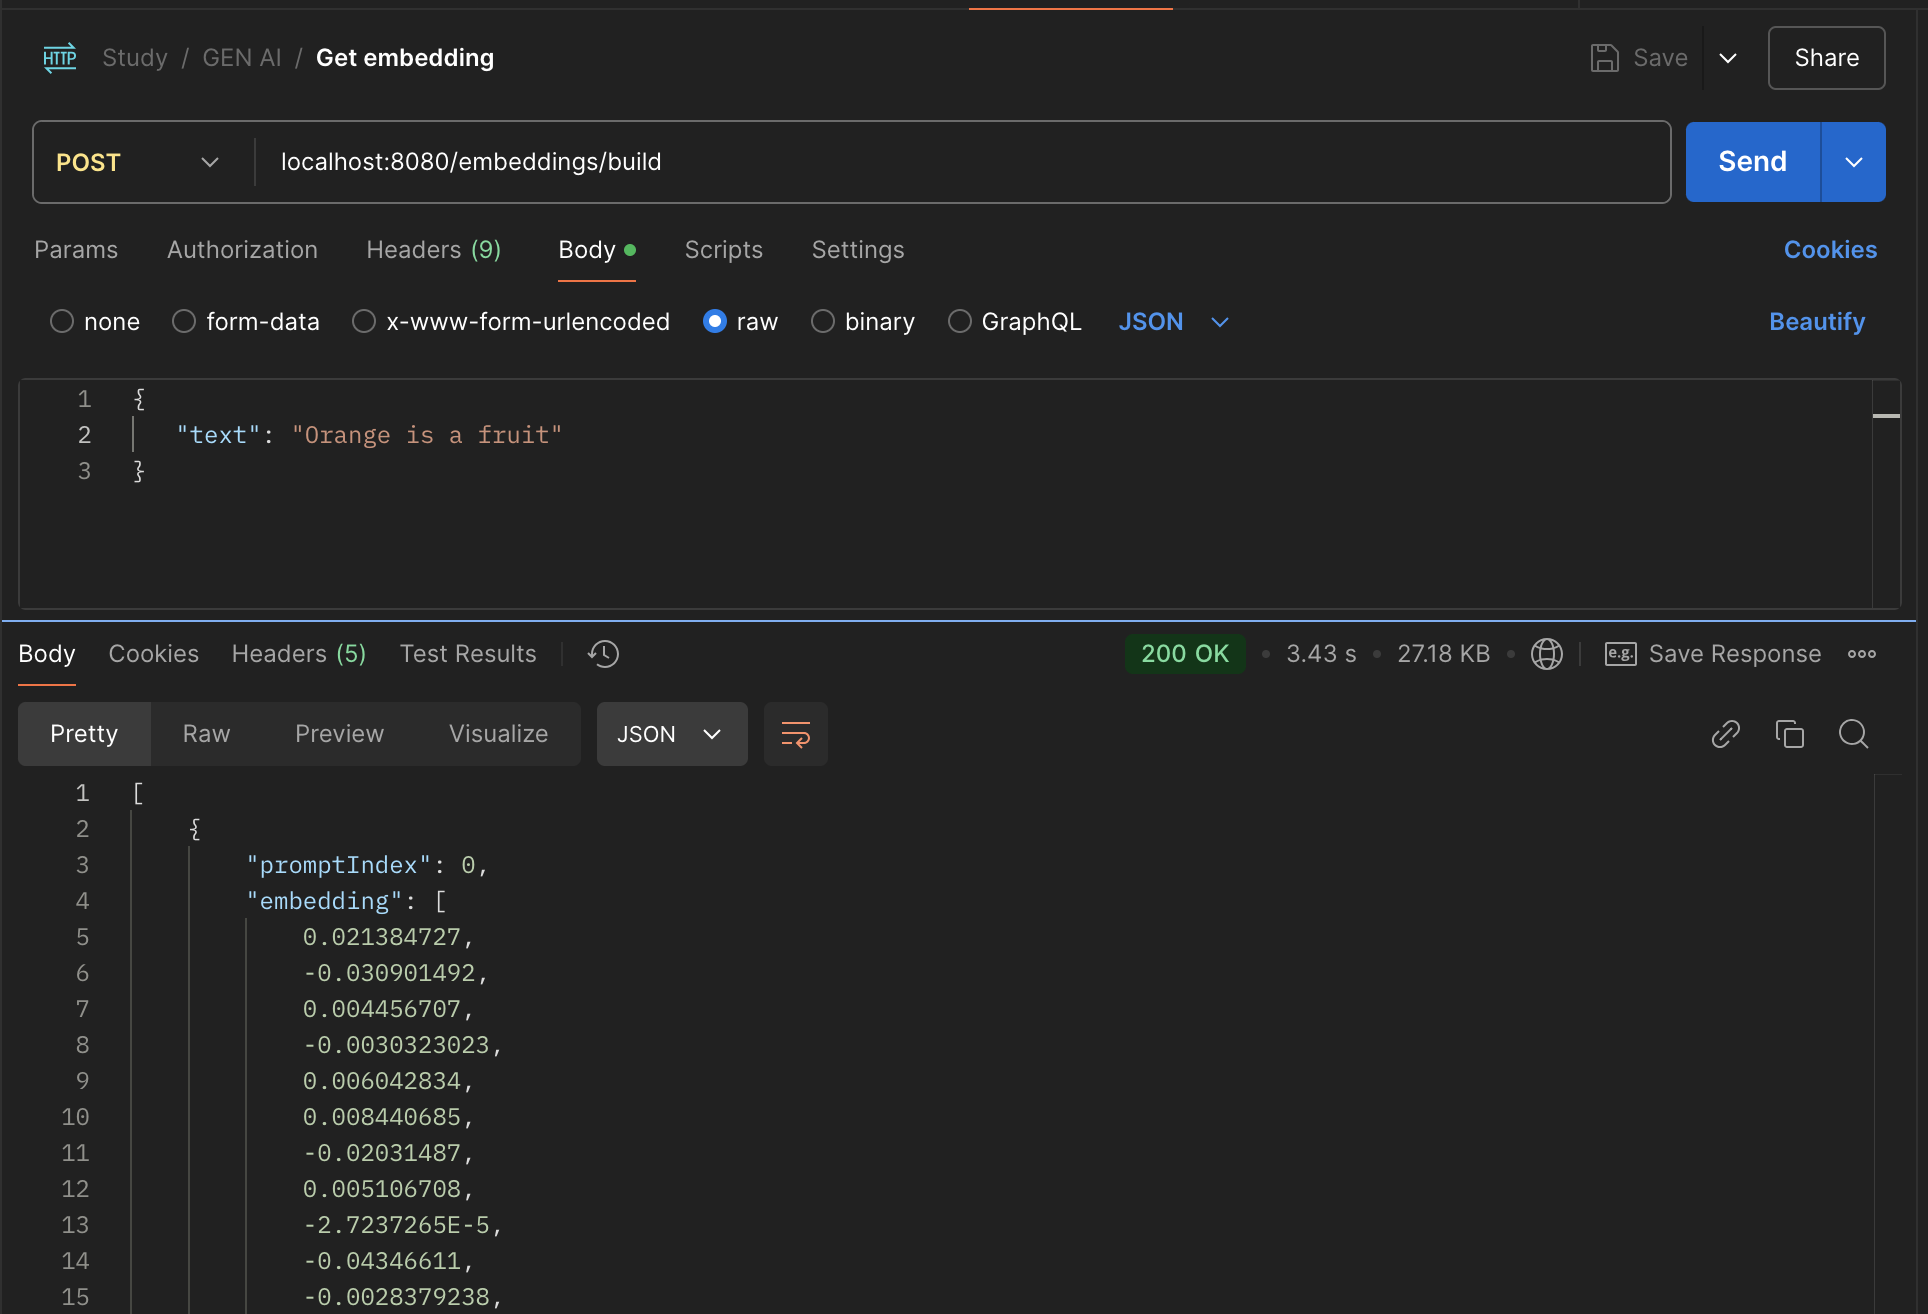 HTTP Study / GEN AI / Get embedding Save Share
POST localhost:8080/embeddings/build Send
Params Authorization Headers (9) Body Scripts Settings Cookies
none form-data x-www-form-urlencoded raw binary GraphQL JSON Beautify
1 {
2 "text": "Orange is a fruit"
3 }
Body Cookies Headers (5) Test Results 200 OK • 3.43 s • 27.18 KB • e.g. Save Response
Pretty Raw Preview Visualize JSON
1 [
2 {
3 "promptIndex": 0,
4 "embedding": [
5 0.021384727,
6 -0.030901492,
7 0.004456707,
8 -0.0030323023,
9 0.006042834,
10 0.008440685,
11 -0.02031487,
12 0.005106708,
13 -2.7237265E-5,
14 -0.04346611,
15 -0.0028379238,